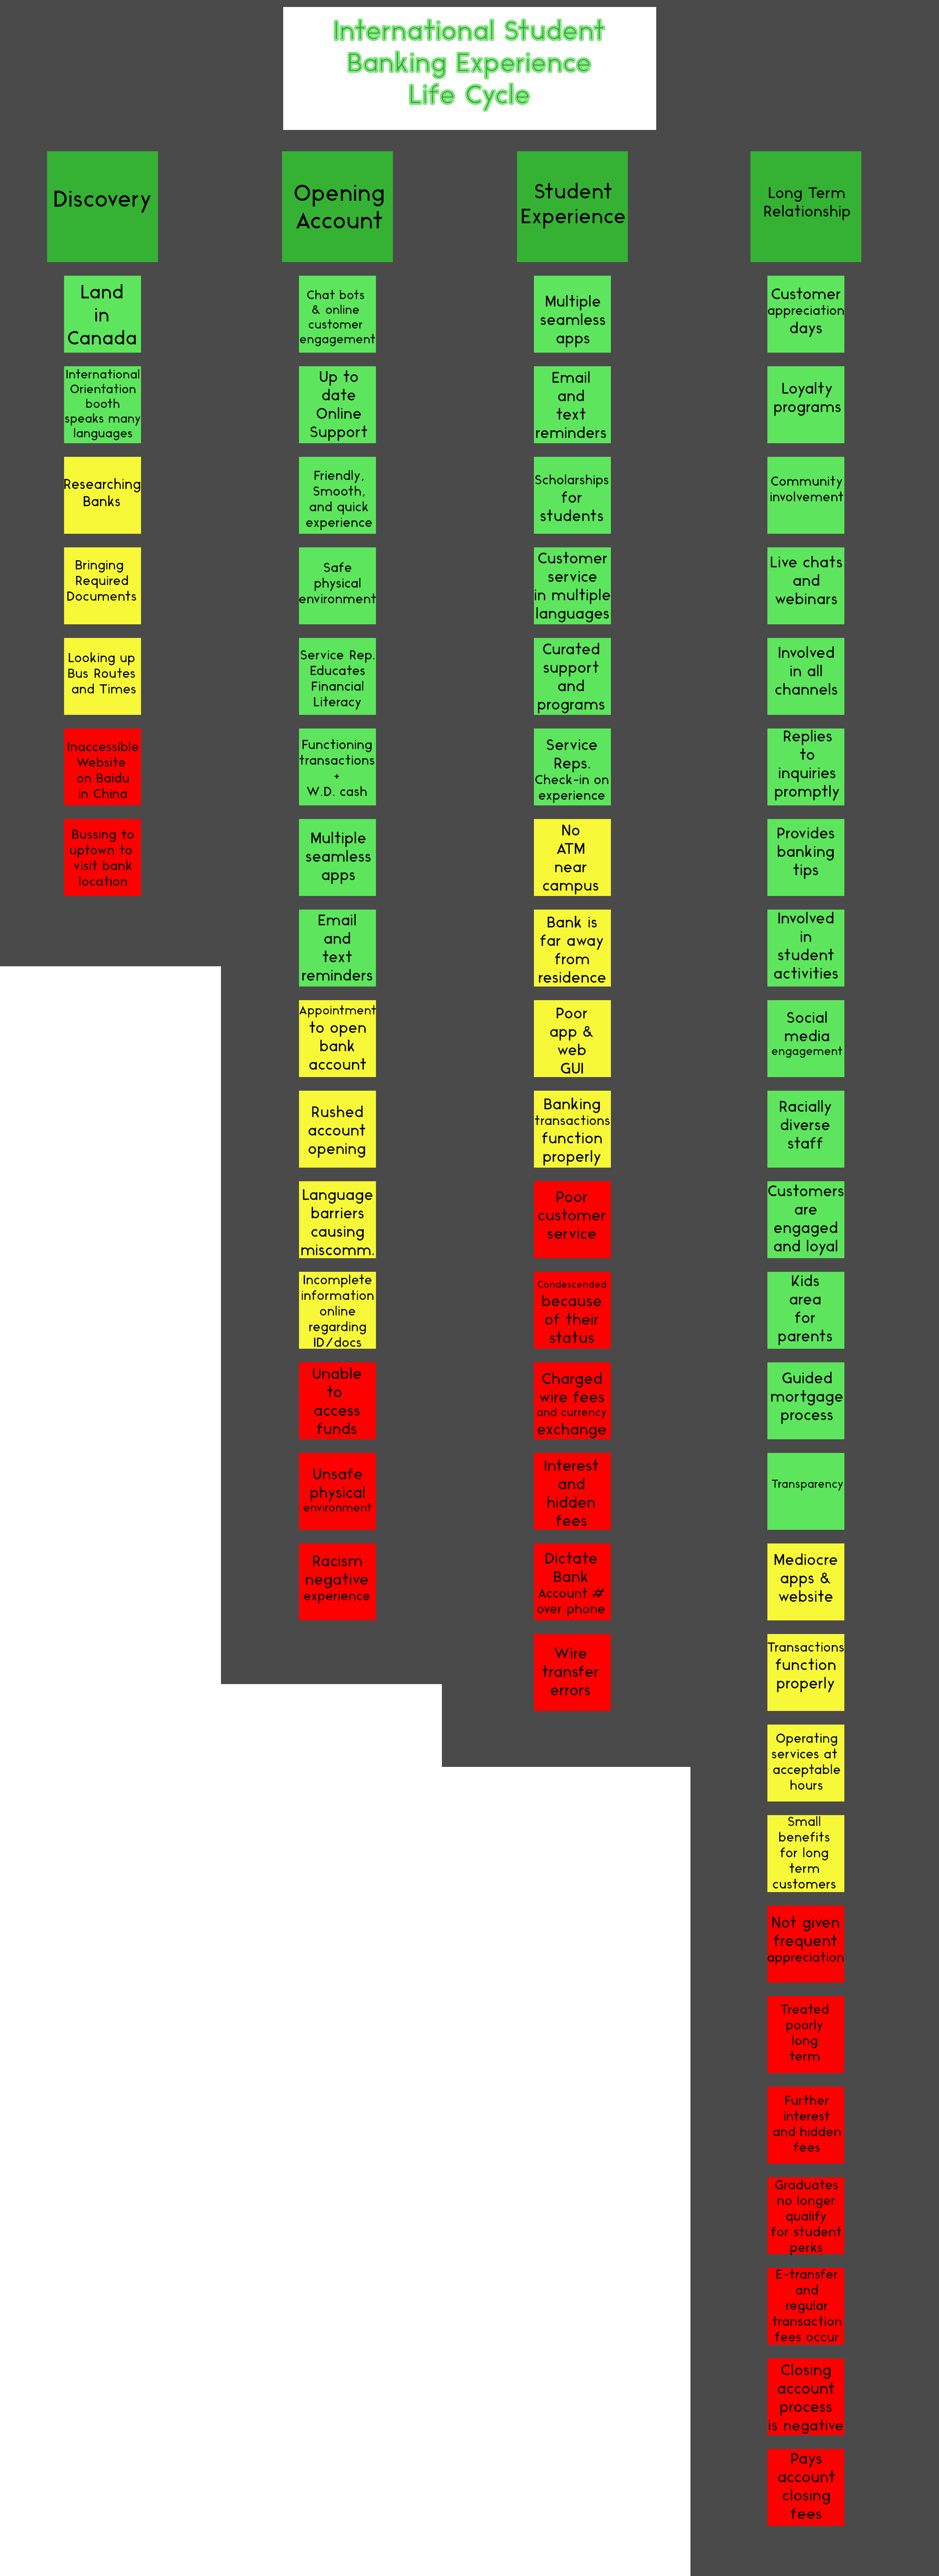 International Student
Banking Experience
Life Cycle
Discovery
Land
in
Canada
International
Orientation
booth
speaks many
languages
Researching
Banks
Bringing
Required
Documents
Looking up
Bus Routes
and Times
Inaccessible
Website
on Baidu
in China
Bussing to
uptown to
visit bank
location
Opening
Account
Chat bots
& online
customer
engagement
Up to
date
Online
Support
Friendly,
Smooth,
and quick
experience
Safe
physical
environment
Service Rep.
Educates
Financial
Literacy
Functioning
transactions
+
W.D. cash
Multiple
seamless
apps
Email
and
text
reminders
Appointment
to open
bank
account
Rushed
account
opening
Language
barriers
causing
miscomm.
Incomplete
information
online
regarding
ID/docs
Unable
to
access
funds
Unsafe
physical
environment
Racism
negative
experience
Student
Experience
Multiple
seamless
apps
Email
and
text
reminders
Scholarships
for
students
Customer
service
in multiple
languages
Curated
support
and
programs
Service
Reps.
Check-in on
experience
No
ATM
near
campus
Bank is
far away
from
residence
Poor
app &
web
GUI
Banking
transactions
function
properly
Poor
customer
service
Condescended
because
of their
status
Charged
wire fees
and currency
exchange
Interest
and
hidden
fees
Dictate
Bank
Account #
over phone
Wire
transfer
errors
Long Term
Relationship
Customer
appreciation
days
Loyalty
programs
Community
involvement
Live chats
and
webinars
Involved
in all
channels
Replies
to
inquiries
promptly
Provides
banking
tips
Involved
in
student
activities
Social
media
engagement
Racially
diverse
staff
Customers
are
engaged
and loyal
Kids
area
for
parents
Guided
mortgage
process
Transparency
Mediocre
apps &
website
Transactions
function
properly
Operating
services at
acceptable
hours
Small
benefits
for long
term
customers
Not given
frequent
appreciation
Treated
poorly
long
term
Further
interest
and hidden
fees
Graduates
no longer
qualify
for student
perks
E-transfer
and
regular
transaction
fees occur
Closing
account
process
is negative
Pays
account
closing
fees